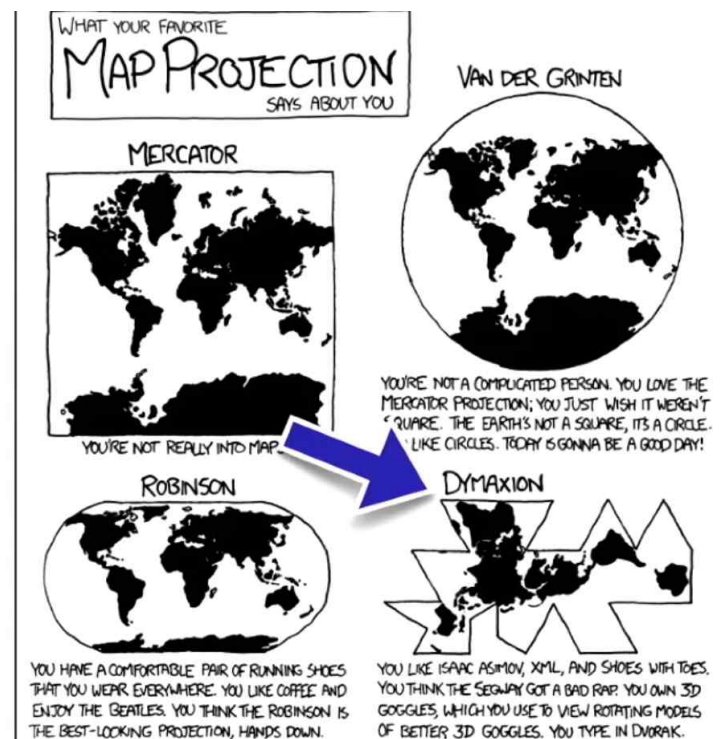 WHAT YOUR FAVORITE
MAP PROJECTION
SAYS ABOUT YOU
MERCATOR
YOU'RE NOT REALLY INTO MAPS
VAN DER GRINTEN
YOU'RE NOT A COMPLICATED PERSON. YOU LOVE THE
MERCATOR PROJECTION; YOU JUST WISH IT WEREN'T
SQUARE. THE EARTH'S NOT A SQUARE, IT'S A CIRCLE.
LIKE CIRCLES. TODAY IS GONNA BE A GOOD DAY!
ROBINSON
YOU HAVE A COMFORTABLE PAIR OF RUNNING SHOES
THAT YOU WEAR EVERYWHERE. YOU LIKE COFFEE AND
ENJOY THE BEATLES. YOU THINK THE ROBINSON IS
THE BEST-LOOKING PROJECTION, HANDS DOWN.
DYMAXION
YOU LIKE ISAAC ASIMOV, XML, AND SHOES WITH TOES.
YOU THINK THE SEGWAY GOT A BAD RAP. YOU OWN 3D
GOGGLES, WHICH YOU USE TO VIEW ROTATING MODELS
OF BETTER 3D GOGGLES. YOU TYPE IN DVORAK.